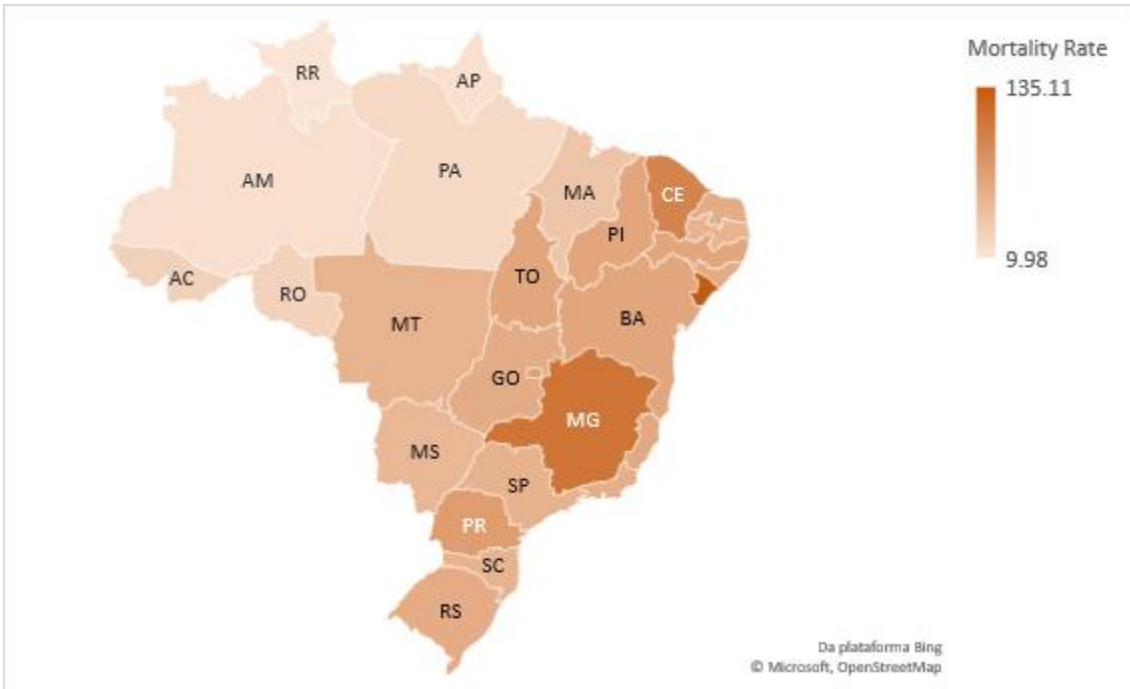 Mortality Rate
135.11
9.98
RR
AP
AM
PA
MA
CE
PI
AC
RO
TO
MT
BA
GO
MG
MS
SP
PR
SC
RS
Da plataforma Bing
© Microsoft, OpenStreetMap